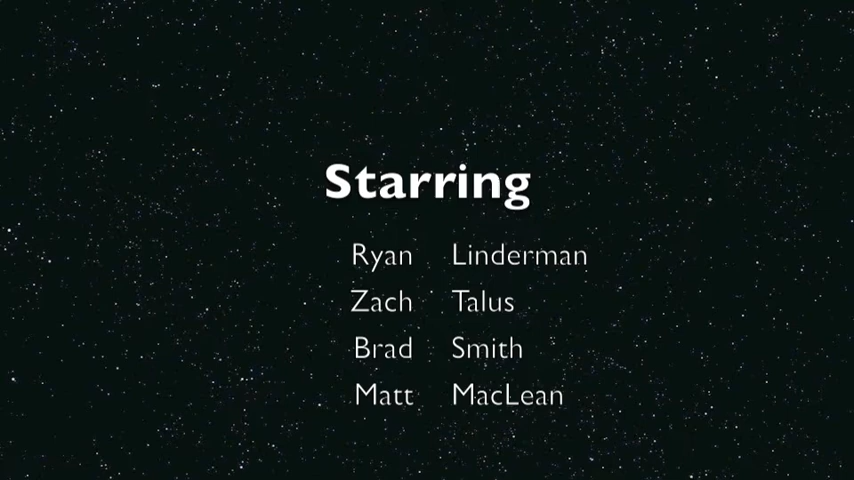 Starring
Ryan Linderman
Zach Talus
Brad Smith
Matt MacLean